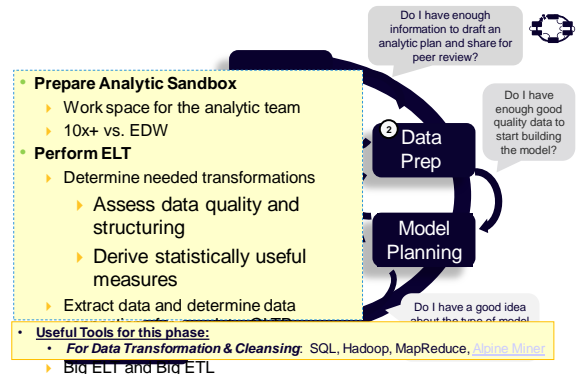 Do I have enough
information to draft an
analytic plan and share for
peer review?
• Prepare Analytic Sandbox
Work space for the analytic team
10x+ vs. EDW
• Perform ELT
Determine needed transformations
Assess data quality and
structuring
Derive statistically useful
measures
Extract data and determine data
2
Data
Prep
Do I have
enough good
quality data to
start building
the model?
Model
Planning
Do I have a good idea
about the type of model
• Useful Tools for this phase:
• For Data Transformation & Cleansing: SQL, Hadoop, MapReduce, Alpine Miner
Big ELT and Big ETL